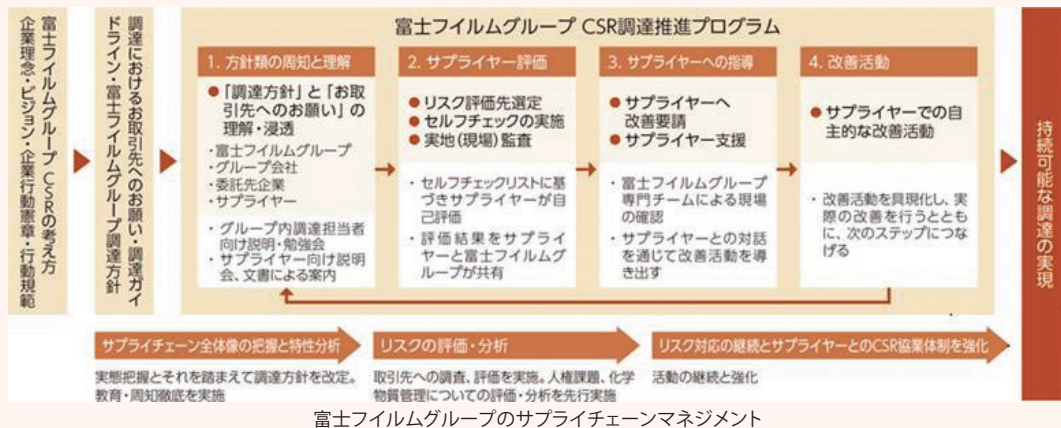 富士フイルムグループ CSRの考え方
企業理念・ビジョン・企業行動憲章・行動規範
調達におけるお取引先へのお願い・調達ガイ
ドライン・富士フイルムグループ調達方針
富士フイルムグループ CSR調達推進プログラム
1. 方針類の周知と理解
●「調達方針」と「お取
引先へのお願い」の
理解・浸透
・富士フイルムグループ
・グループ会社
・委託先企業
・サプライヤー
・グループ内調達担当者
向け説明・勉強会
・サプライヤー向け説明
会、文書による案内
2. サプライヤー評価
●リスク評価先選定
●セルフチェックの実施
●実地(現場)監査
・セルフチェックリストに基
づきサプライヤーが自
己評価
・評価結果をサプライ
ヤーと富士フイルムグ
ループが共有
3. サプライヤーへの指導
●サプライヤーへ
改善要請
●サプライヤー支援
・富士フイルムグループ
専門チームによる現場
の確認
・サプライヤーとの対話
を通じて改善活動を導
き出す
4. 改善活動
●サプライヤーでの自
主的な改善活動
・改善活動を具現化し、実
際の改善を行うととも
に、次のステップにつな
げる
持続可能な調達の実現
サプライチェーン全体像の把握と特性分析
実態把握とそれを踏まえて調達方針を改定。
教育・周知徹底を実施
リスクの評価・分析
取引先への調査、評価を実施。人権課題、化学
物質管理についての評価・分析を先行実施
リスク対応の継続とサプライヤーとのCSR協業体制を強化
活動の継続と強化
富士フイルムグループのサプライチェーンマネジメント